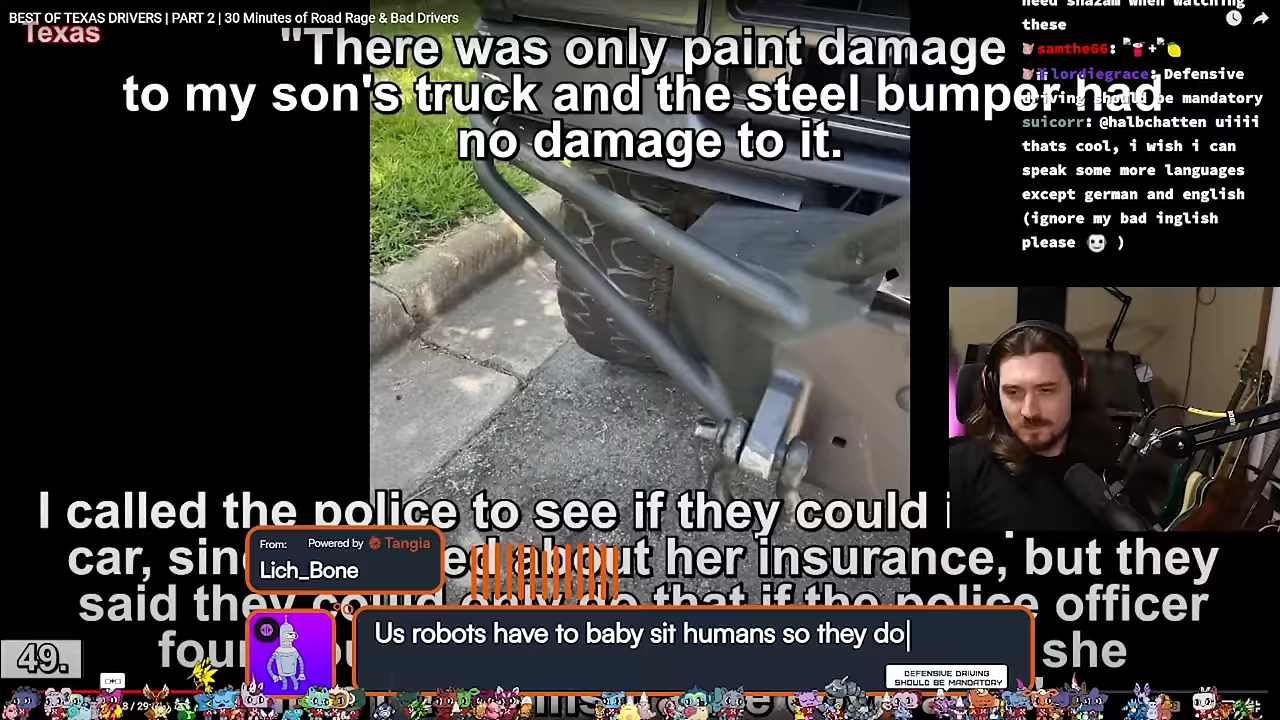 BEST OF TEXAS DRIVERS | PART 2 | 30 Minutes of Road Rage & Bad Drivers
Texas
"There was only paint damage
to my son's truck and the steel bumper had
no damage to it.
need shazam when watching
these
samthe66: +
lordiegrace: Defensive
driving should be mandatory
suicorr: @halbchatten uiiii
thats cool, i wish i can
speak some more languages
except german and english
(ignore my bad inglish
please )
I called the police to see if they could
car, about her insurance, but they
said they could only do that if the police officer
she
From: Powered by Tangia
Lich_Bone
Us robots have to baby sit humans so they do
DEFENSIVE DRIVING
SHOULD BE MANDATORY
49.